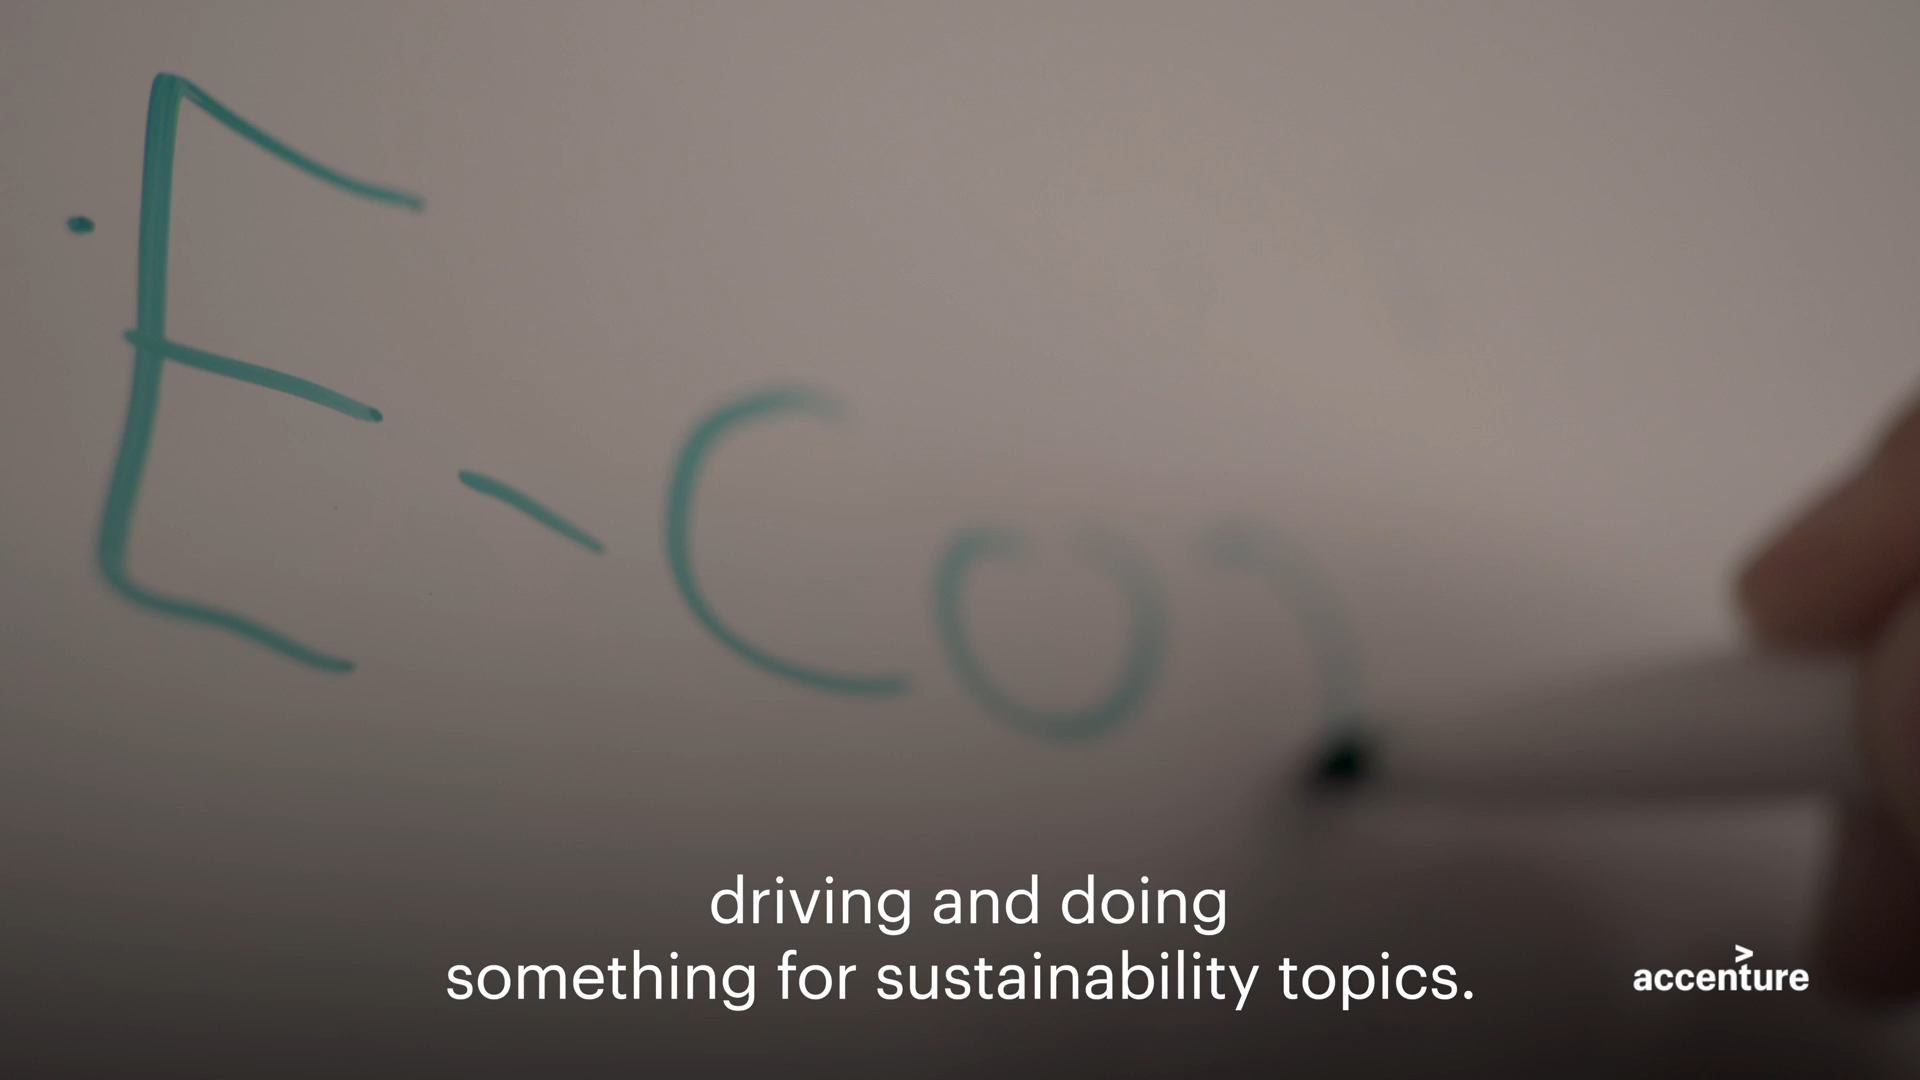 E-Co
driving and doing
something for sustainability topics.
>
accenture